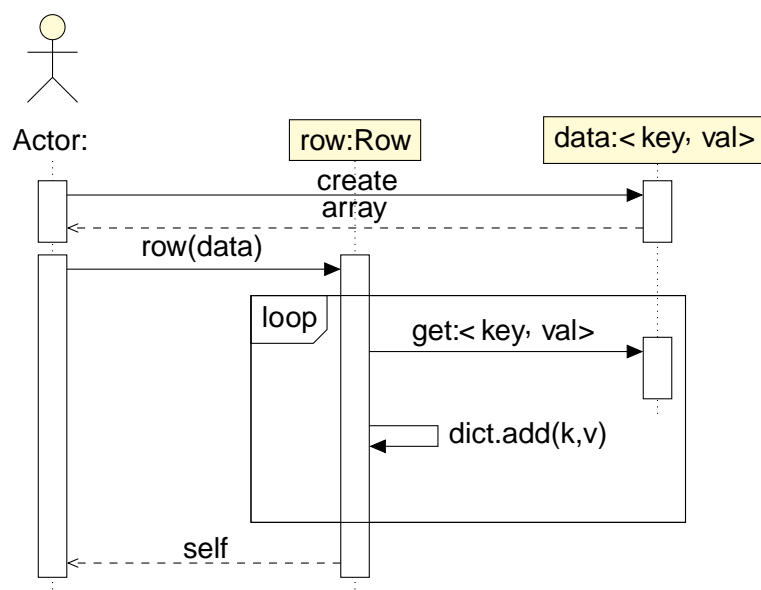 Actor:
row:Row
data:< key, val>
create
array
row(data)
loop
get:< key, val>
dict.add(k,v)
self